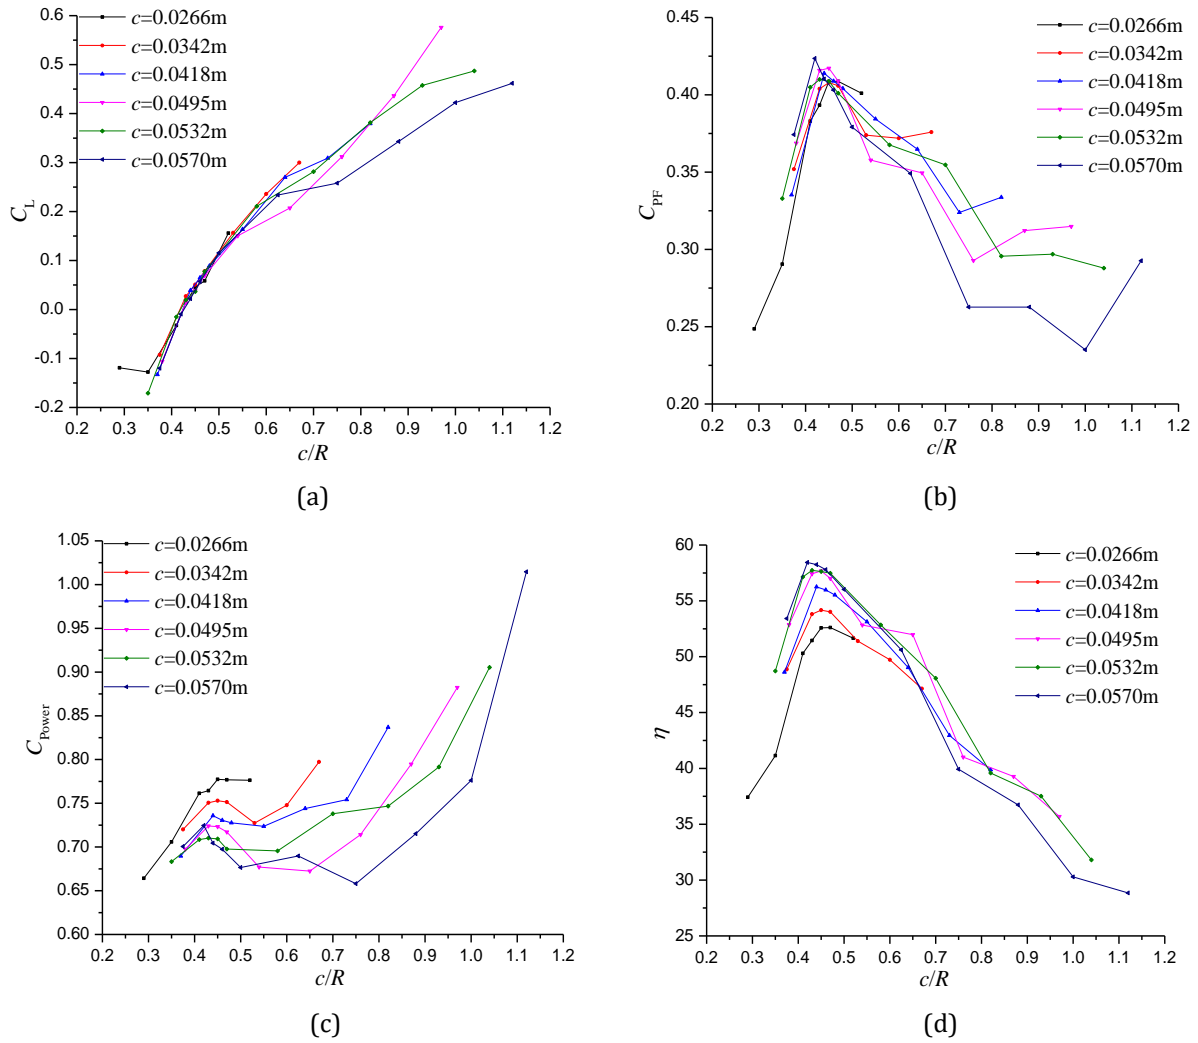 c=0.0266m
c=0.0342m
c=0.0418m
c=0.0495m
c=0.0532m
c=0.0570m
0.6
0.5
0.4
0.3
0.2
0.1
0.0
-0.1
-0.2
C_L
0.2 0.3 0.4 0.5 0.6 0.7 0.8 0.9 1.0 1.1 1.2
c/R
(a)
c=0.0266m
c=0.0342m
c=0.0418m
c=0.0495m
c=0.0532m
c=0.0570m
0.45
0.40
0.35
0.30
0.25
0.20
C_PF
0.2 0.3 0.4 0.5 0.6 0.7 0.8 0.9 1.0 1.1 1.2
c/R
(b)
c=0.0266m
c=0.0342m
c=0.0418m
c=0.0495m
c=0.0532m
c=0.0570m
1.05
1.00
0.95
0.90
0.85
0.80
0.75
0.70
0.65
0.60
C_Power
0.2 0.3 0.4 0.5 0.6 0.7 0.8 0.9 1.0 1.1 1.2
c/R
(c)
c=0.0266m
c=0.0342m
c=0.0418m
c=0.0495m
c=0.0532m
c=0.0570m
60
55
50
45
40
35
30
25
η
0.2 0.3 0.4 0.5 0.6 0.7 0.8 0.9 1.0 1.1 1.2
c/R
(d)